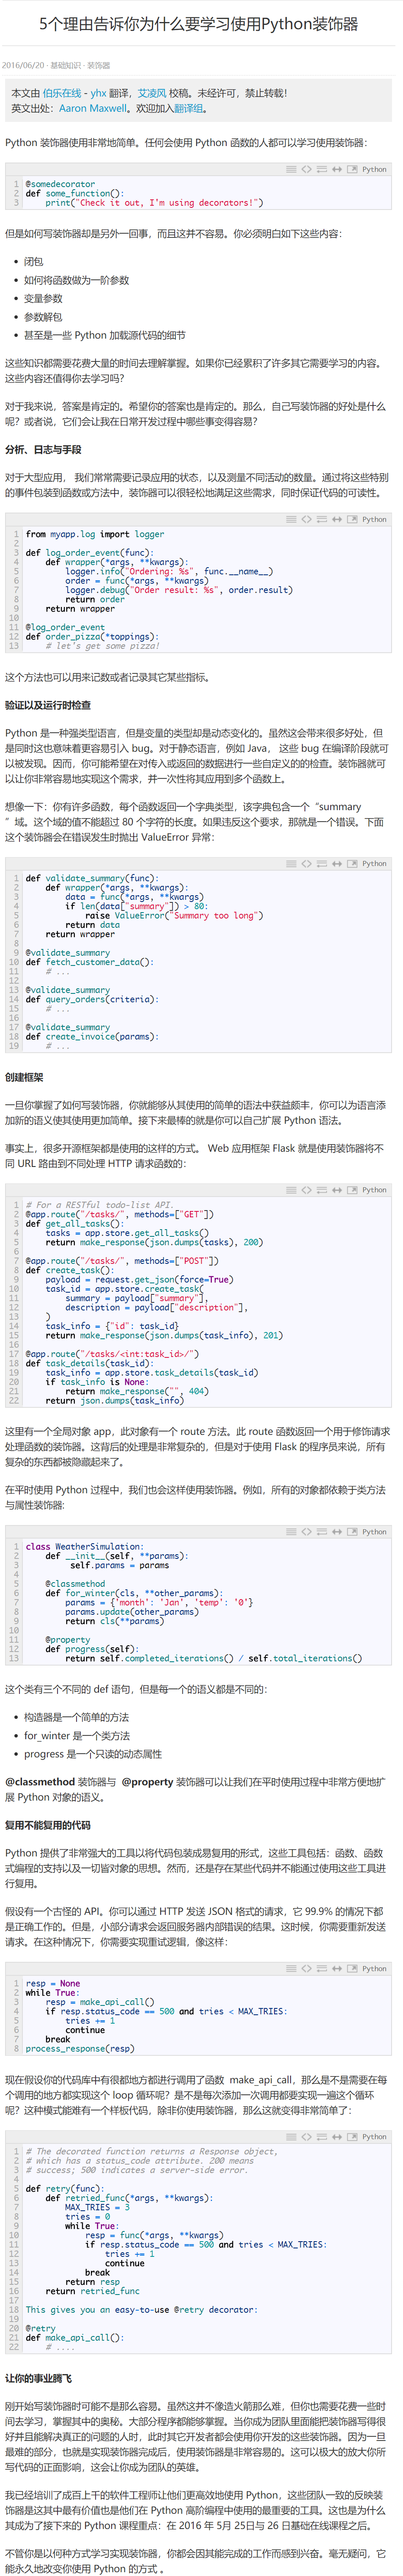 5个理由告诉你为什么要学习使用Python装饰器
2016/06/20 · 基础知识 · 装饰器
本文由 伯乐在线 - yhx 翻译，艾凌风 校稿。未经许可，禁止转载！
英文出处：Aaron Maxwell。欢迎加入翻译组。
Python 装饰器使用非常地简单。任何会使用 Python 函数的人都可以学习使用装饰器：
Python
1 @somedecorator
2 def some_function():
3     print("Check it out, I'm using decorators!")
但是如何写装饰器却是另外一回事，而且这并不容易。你必须明白如下这些内容：
• 闭包
• 如何将函数做为一阶参数
• 变量参数
• 参数解包
• 甚至是一些 Python 加载源代码的细节
这些知识都需要花费大量的时间去理解掌握。如果你已经累积了许多其它需要学习的内容。
这些内容还值得你去学习吗？
对于我来说，答案是肯定的。希望你的答案也是肯定的。那么，自己写装饰器的好处是什么
呢？或者说，它们会让我在日常开发过程中哪些事变得容易？
分析、日志与手段
对于大型应用， 我们常常需要记录应用的状态，以及测量不同活动的数量。通过将这些特别
的事件包装到函数或方法中，装饰器可以很轻松地满足这些需求，同时保证代码的可读性。
Python
1 from myapp.log import logger
2
3 def log_order_event(func):
4     def wrapper(*args, **kwargs):
5         logger.info("Ordering: %s", func.__name__)
6         order = func(*args, **kwargs)
7         logger.debug("Order result: %s", order.result)
8         return order
9     return wrapper
10
11 @log_order_event
12 def order_pizza(*toppings):
13     # let's get some pizza!
这个方法也可以用来记数或者记录其它某些指标。
验证以及运行时检查
Python 是一种强类型语言，但是变量的类型却是动态变化的。虽然这会带来很多好处，但
是同时这也意味着更容易引入 bug。对于静态语言，例如 Java， 这些 bug 在编译阶段就可
以被发现。因而，你可能希望在对传入或返回的数据进行一些自定义的的检查。装饰器就可
以让你非常容易地实现这个需求，并一次性将其应用到多个函数上。
想像一下：你有许多函数，每个函数返回一个字典类型，该字典包含一个“summary
”域。这个域的值不能超过 80 个字符的长度。如果违反这个要求，那就是一个错误。下面
这个装饰器会在错误发生时抛出 ValueError 异常：
Python
1 def validate_summary(func):
2     def wrapper(*args, **kwargs):
3         data = func(*args, **kwargs)
4         if len(data["summary"]) > 80:
5             raise ValueError("Summary too long")
6         return data
7     return wrapper
8
9 @validate_summary
10 def fetch_customer_data():
11     # ...
12
13 @validate_summary
14 def query_orders(criteria):
15     # ...
16
17 @validate_summary
18 def create_invoice(params):
19     # ...
创建框架
一旦你掌握了如何写装饰器，你就能够从其使用的简单的语法中获益颇丰，你可以为语言添
加新的语义使其使用更加简单。接下来最棒的就是你可以自己扩展 Python 语法。
事实上，很多开源框架都是使用的这样的方式。 Web 应用框架 Flask 就是使用装饰器将不
同 URL 路由到不同处理 HTTP 请求函数的：
Python
1 # For a RESTful todo-list API.
2 @app.route("/tasks/", methods=["GET"])
3 def get_all_tasks():
4     tasks = app.store.get_all_tasks()
5     return make_response(json.dumps(tasks), 200)
6
7 @app.route("/tasks/", methods=["POST"])
8 def create_task():
9     payload = request.get_json(force=True)
10     task_id = app.store.create_task(
11         summary = payload["summary"],
12         description = payload["description"],
13     )
14     task_info = {"id": task_id}
15     return make_response(json.dumps(task_info), 201)
16
17 @app.route("/tasks/<int:task_id>/")
18 def task_details(task_id):
19     task_info = app.store.task_details(task_id)
20     if task_info is None:
21         return make_response("", 404)
22     return json.dumps(task_info)
这里有一个全局对象 app，此对象有一个 route 方法。此 route 函数返回一个用于修饰请求
处理函数的装饰器。这背后的处理是非常复杂的，但是对于使用 Flask 的程序员来说，所有
复杂的东西都被隐藏起来了。
在平时使用 Python 过程中，我们也会这样使用装饰器。例如，所有的对象都依赖于类方法
与属性装饰器:
Python
1 class WeatherSimulation:
2     def __init__(self, **params):
3          self.params = params
4
5     @classmethod
6     def for_winter(cls, **other_params):
7         params = {'month': 'Jan', 'temp': '0'}
8         params.update(other_params)
9         return cls(**params)
10
11     @property
12     def progress(self):
13         return self.completed_iterations() / self.total_iterations()
这个类有三个不同的 def 语句，但是每一个的语义都是不同的：
• 构造器是一个简单的方法
• for_winter 是一个类方法
• progress 是一个只读的动态属性
@classmethod 装饰器与 @property 装饰器可以让我们在平时使用过程中非常方便地扩
展 Python 对象的语义。
复用不能复用的代码
Python 提供了非常强大的工具以将代码包装成易复用的形式，这些工具包括：函数、函数
式编程的支持以及一切皆对象的思想。然而，还是存在某些代码并不能通过使用这些工具进
行复用。
假设有一个古怪的 API。你可以通过 HTTP 发送 JSON 格式的请求，它 99.9% 的情况下都
是正确工作的。但是，小部分请求会返回服务器内部错误的结果。这时候，你需要重新发送
请求。在这种情况下，你需要实现重试逻辑，像这样：
Python
1 resp = None
2 while True:
3     resp = make_api_call()
4     if resp.status_code == 500 and tries < MAX_TRIES:
5         tries += 1
6         continue
7     break
8 process_response(resp)
现在假设你的代码库中有很都地方都进行调用了函数 make_api_call，那么是不是需要在每
个调用的地方都实现这个 loop 循环呢？是不是每次添加一次调用都要实现一遍这个循环
呢？这种模式能难有一个样板代码，除非你使用装饰器，那么这就变得非常简单了：
Python
1 # The decorated function returns a Response object,
2 # which has a status_code attribute. 200 means
3 # success; 500 indicates a server-side error.
4
5 def retry(func):
6     def retried_func(*args, **kwargs):
7         MAX_TRIES = 3
8         tries = 0
9         while True:
10             resp = func(*args, **kwargs)
11             if resp.status_code == 500 and tries < MAX_TRIES:
12                 tries += 1
13                 continue
14             break
15         return resp
16     return retried_func
17
18 This gives you an easy-to-use @retry decorator:
19
20 @retry
21 def make_api_call():
22     # ....
让你的事业腾飞
刚开始写装饰器时可能不是那么容易。虽然这并不像造火箭那么难，但你也需要花费一些时
间去学习，掌握其中的奥秘。大部分程序都能够掌握。当你成为团队里面能把装饰器写得很
好并且能解决真正的问题的人时，此时其它开发者都会使用你开发的这些装饰器。因为一旦
最难的部分，也就是实现装饰器完成后，使用装饰器是非常容易的。这可以极大的放大你所
写代码的正面影响，这会让你成为团队的英雄。
我已经培训了成百上千的软件工程师让他们更高效地使用 Python，这些团队一致的反映装
饰器是这其中最有价值也是他们在 Python 高阶编程中使用的最重要的工具。这也是为什么
其成为了接下来的 Python 课程重点：在 2016 年 5月 25日与 26 日基础在线课程之后。
不管你是以何种方式学习实现装饰器，你都会因其能完成的工作而感到兴奋。毫无疑问，它
能永久地改变你使用 Python 的方式 。